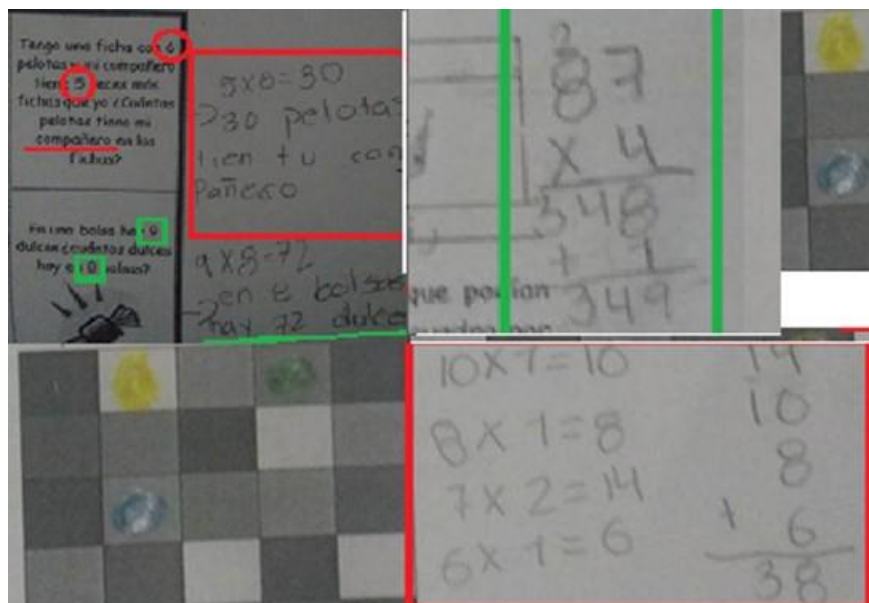 Tengo una ficha con 6
pelotas y mi compañero
tiene 5 veces más
fichas que yo ¿Cuántas
pelotas tiene mi
compañero en las
fichas?
5x6=30
->30 pelotas
tien tu com
pañero
En una bolsa hay 9
dulces ¿cuántos dulces
hay en 8 bolsas?
9x8=72
->en 8 bolsas
hay 72 dulces
2
87
x 4
348
+ 1
349
que podían
10x1=10
8x1=8
7x2=14
6x1=6
14
10
8
+ 6
38